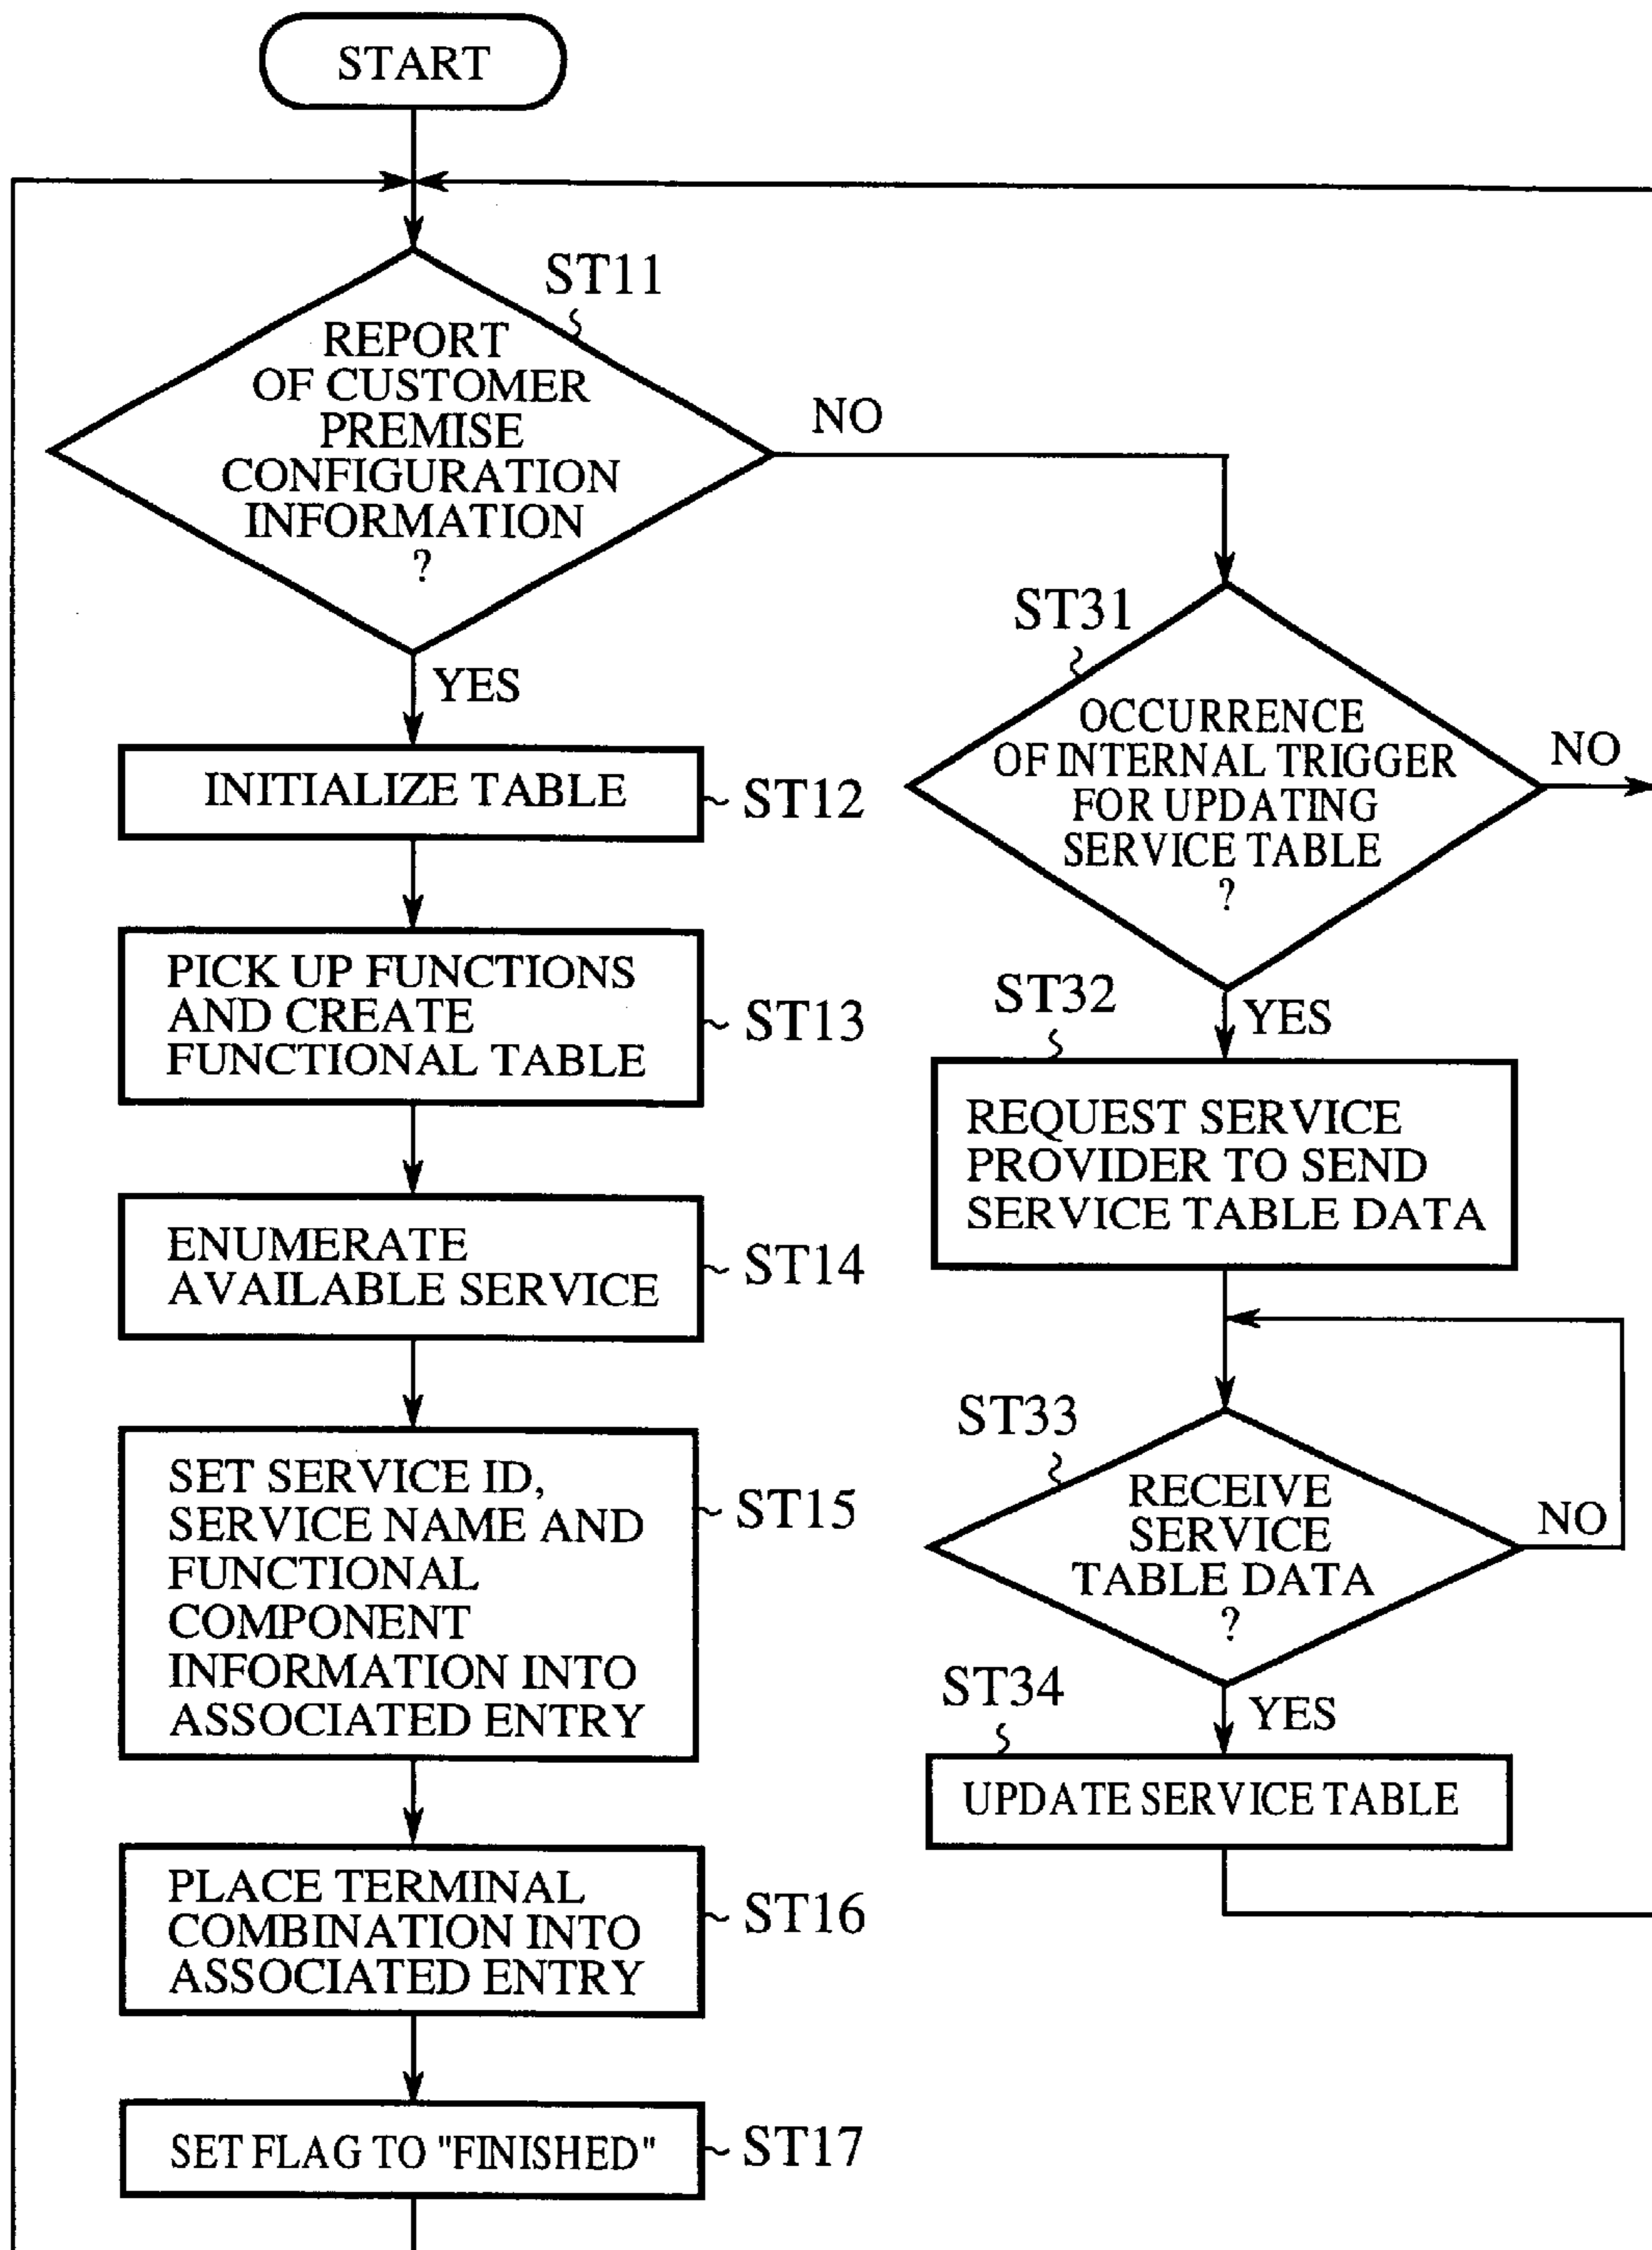 START
ST11
REPORT
OF CUSTOMER
PREMISE
CONFIGURATION
INFORMATION
?
NO
YES
INITIALIZE TABLE
ST12
PICK UP FUNCTIONS
AND CREATE
FUNCTIONAL TABLE
ST13
ENUMERATE
AVAILABLE SERVICE
ST14
SET SERVICE ID,
SERVICE NAME AND
FUNCTIONAL
COMPONENT
INFORMATION INTO
ASSOCIATED ENTRY
ST15
PLACE TERMINAL
COMBINATION INTO
ASSOCIATED ENTRY
ST16
SET FLAG TO "FINISHED"
ST17
ST31
OCCURRENCE
OF INTERNAL TRIGGER
FOR UPDATING
SERVICE TABLE
?
NO
YES
ST32
REQUEST SERVICE
PROVIDER TO SEND
SERVICE TABLE DATA
ST33
RECEIVE
SERVICE
TABLE DATA
?
NO
YES
ST34
UPDATE SERVICE TABLE